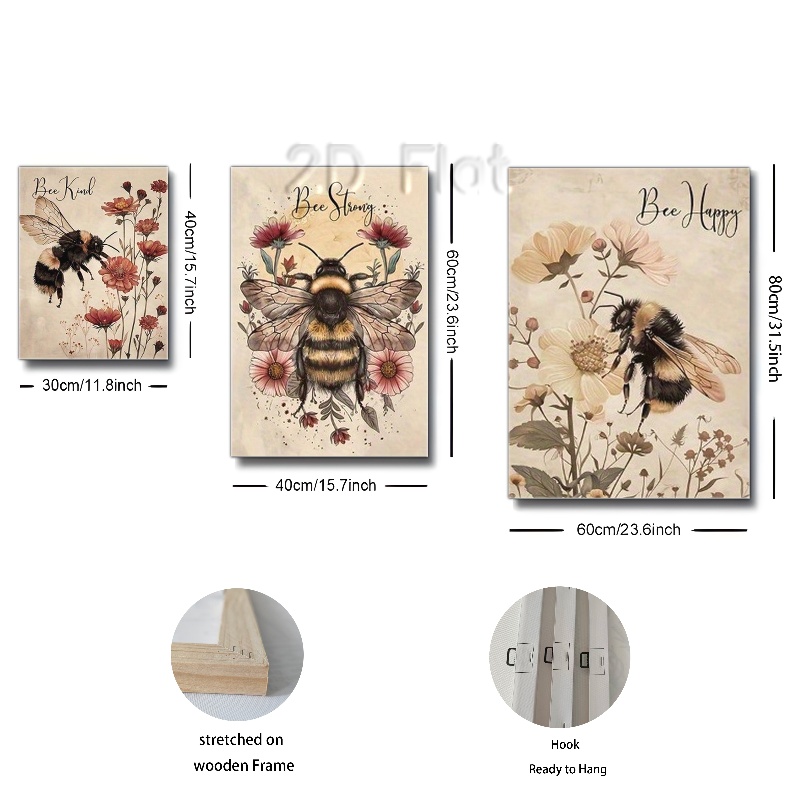 2D Flat
Bee Kind
40cm/15.7inch
30cm/11.8inch
Bee Strong
60cm/23.6inch
40cm/15.7inch
Bee Happy
80cm/31.5inch
60cm/23.6inch
stretched on
wooden Frame
Hook
Ready to Hang